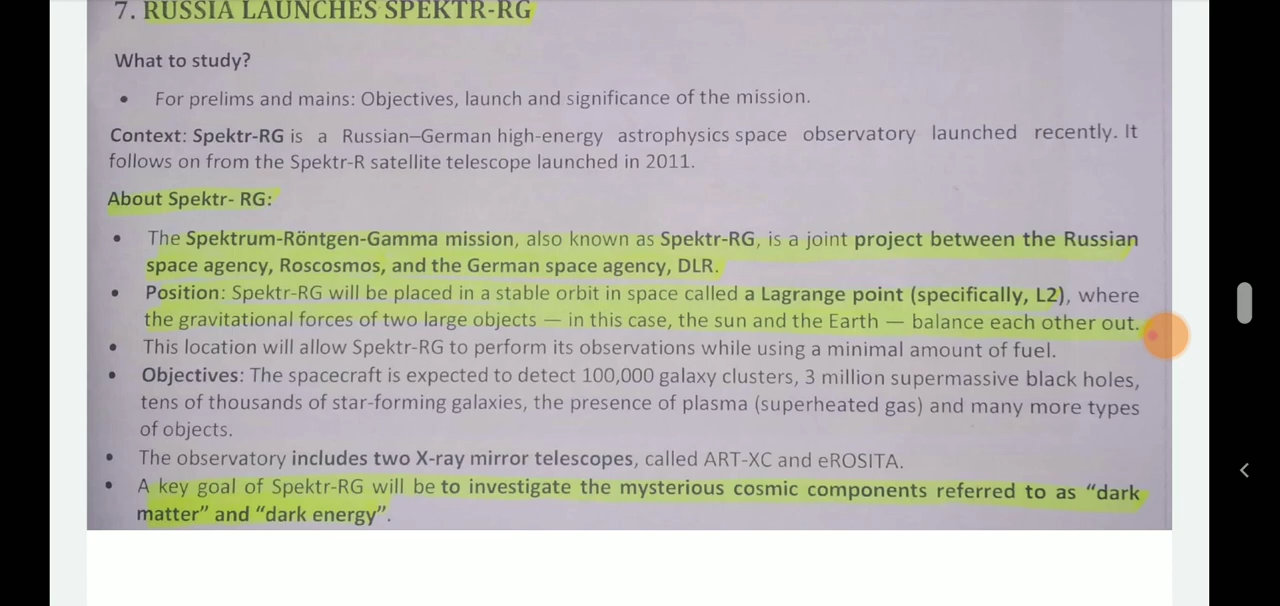 7. RUSSIA LAUNCHES SPEKTR-RG
What to study?
• For prelims and mains: Objectives, launch and significance of the mission.
Context: Spektr-RG is a Russian–German high-energy astrophysics space observatory launched recently. It
follows on from the Spektr-R satellite telescope launched in 2011.
About Spektr- RG:
• The Spektrum-Röntgen-Gamma mission, also known as Spektr-RG, is a joint project between the Russian
space agency, Roscosmos, and the German space agency, DLR.
• Position: Spektr-RG will be placed in a stable orbit in space called a Lagrange point (specifically, L2), where
the gravitational forces of two large objects — in this case, the sun and the Earth — balance each other out.
• This location will allow Spektr-RG to perform its observations while using a minimal amount of fuel.
• Objectives: The spacecraft is expected to detect 100,000 galaxy clusters, 3 million supermassive black holes,
tens of thousands of star-forming galaxies, the presence of plasma (superheated gas) and many more types
of objects.
• The observatory includes two X-ray mirror telescopes, called ART-XC and eROSITA.
• A key goal of Spektr-RG will be to investigate the mysterious cosmic components referred to as “dark
matter” and “dark energy”.